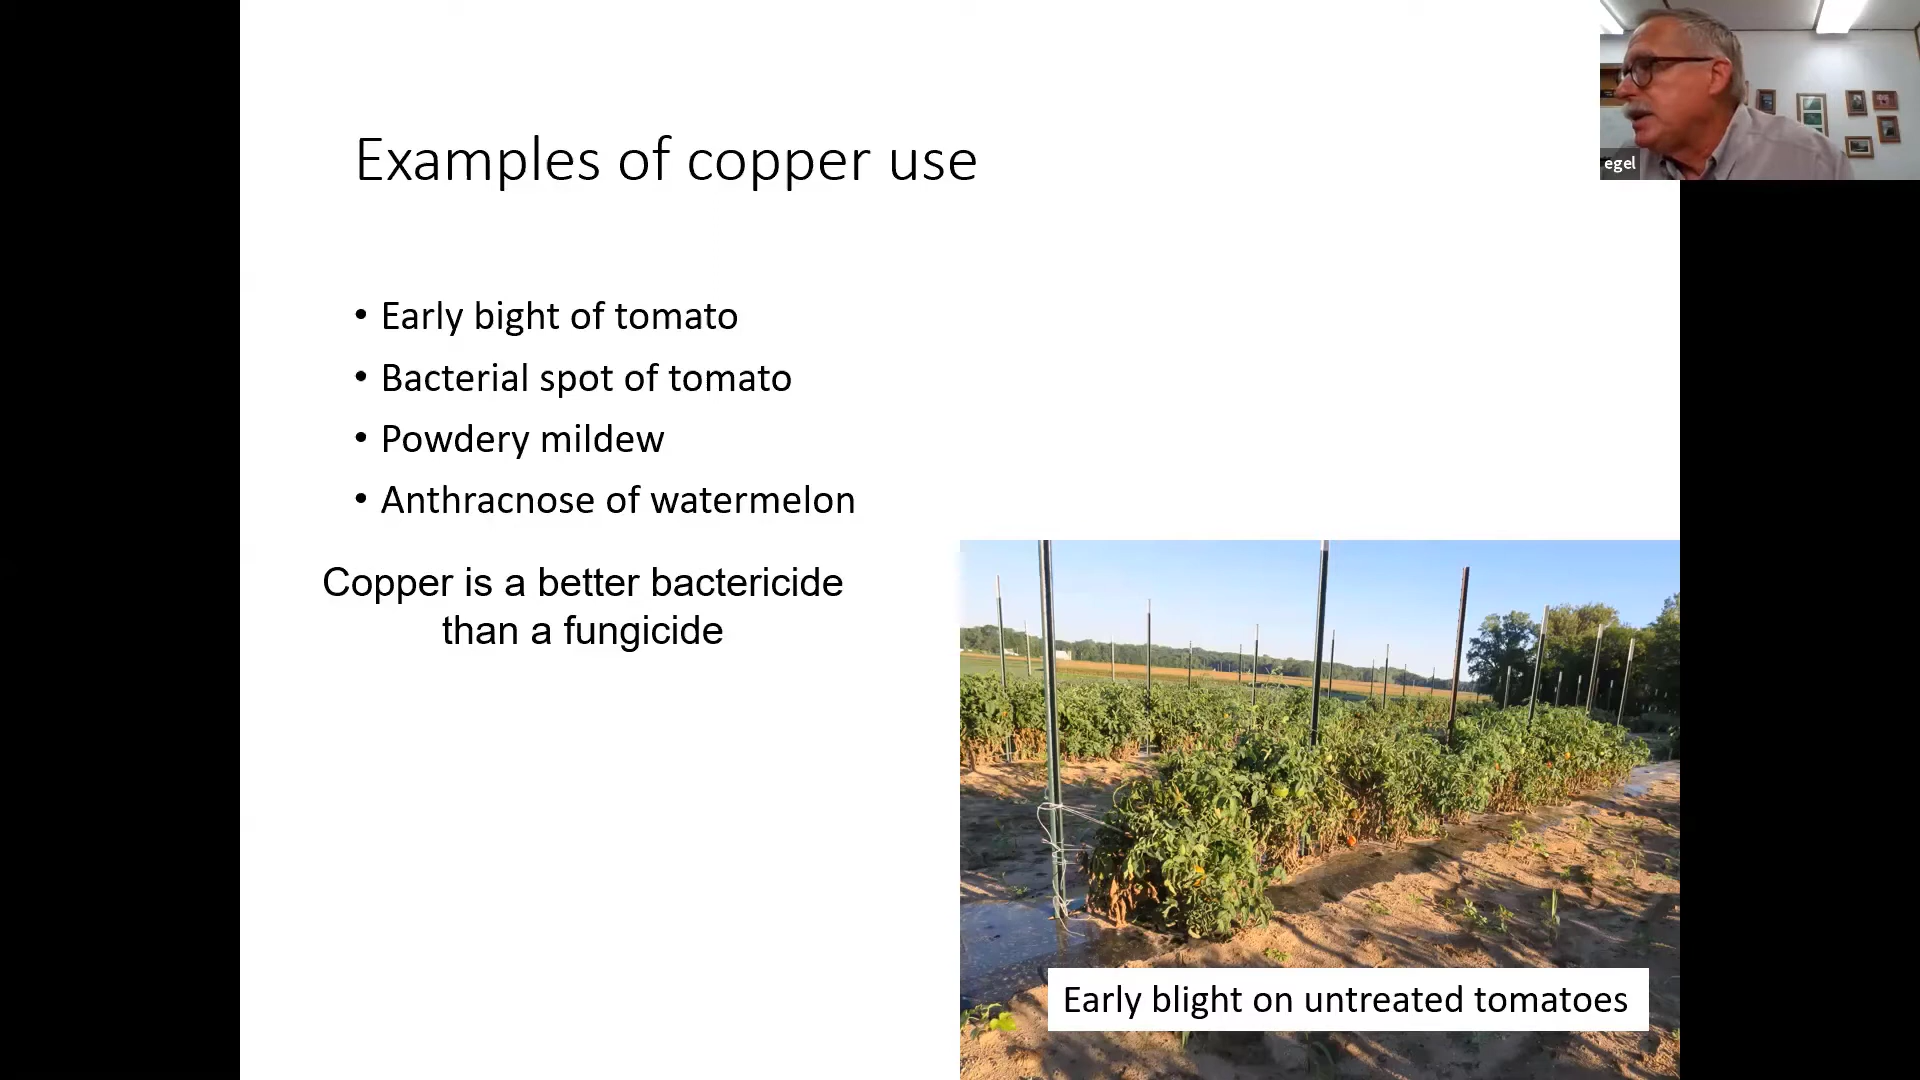 Examples of copper use
• Early bight of tomato
• Bacterial spot of tomato
• Powdery mildew
• Anthracnose of watermelon
Copper is a better bactericide
than a fungicide
Early blight on untreated tomatoes
egel